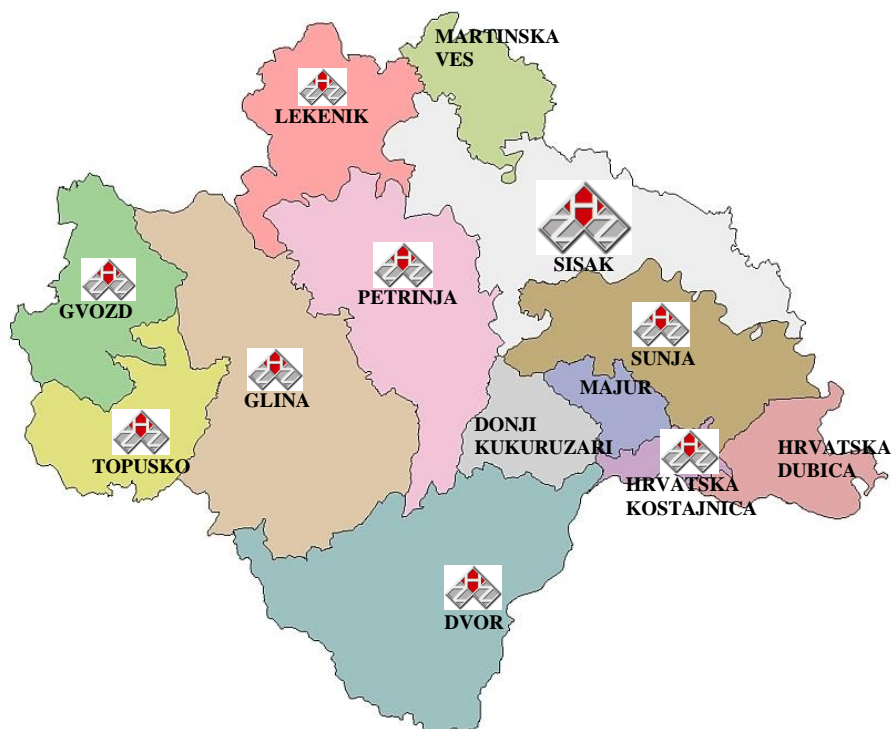 MARTINSKA
VES
LEKENIK
SISAK
PETRINJA
GVOZD
SUNJA
GLINA
MAJUR
DONJI
KUKURUZARI
HRVATSKA
DUBICA
TOPUSKO
HRVATSKA
KOSTAJNICA
DVOR